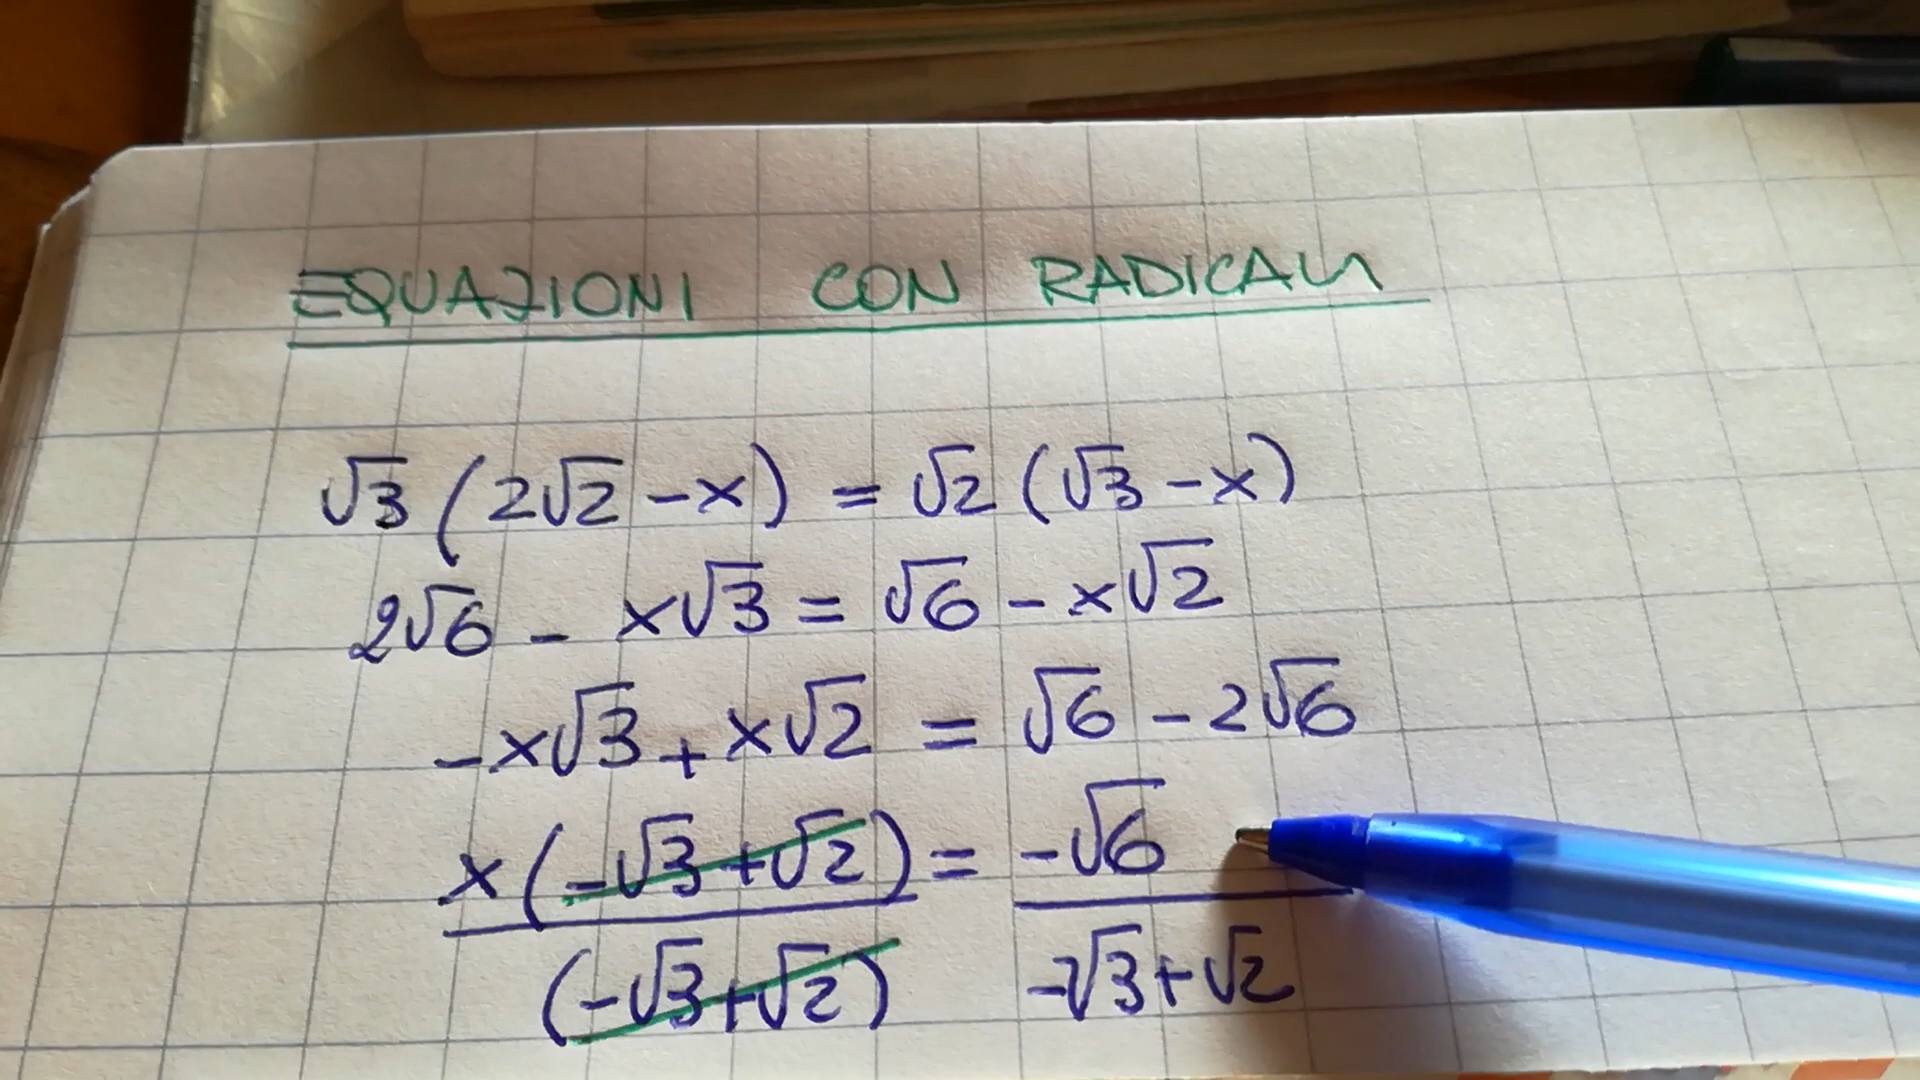 EQUAZIONI CON RADICALI
√3 (2√2 - x) = √2 (√3 - x)
2√6 - x√3 = √6 - x√2
-x√3 + x√2 = √6 - 2√6
x(-√3+√2) = -√6
(-√3+√2) -√3+√2